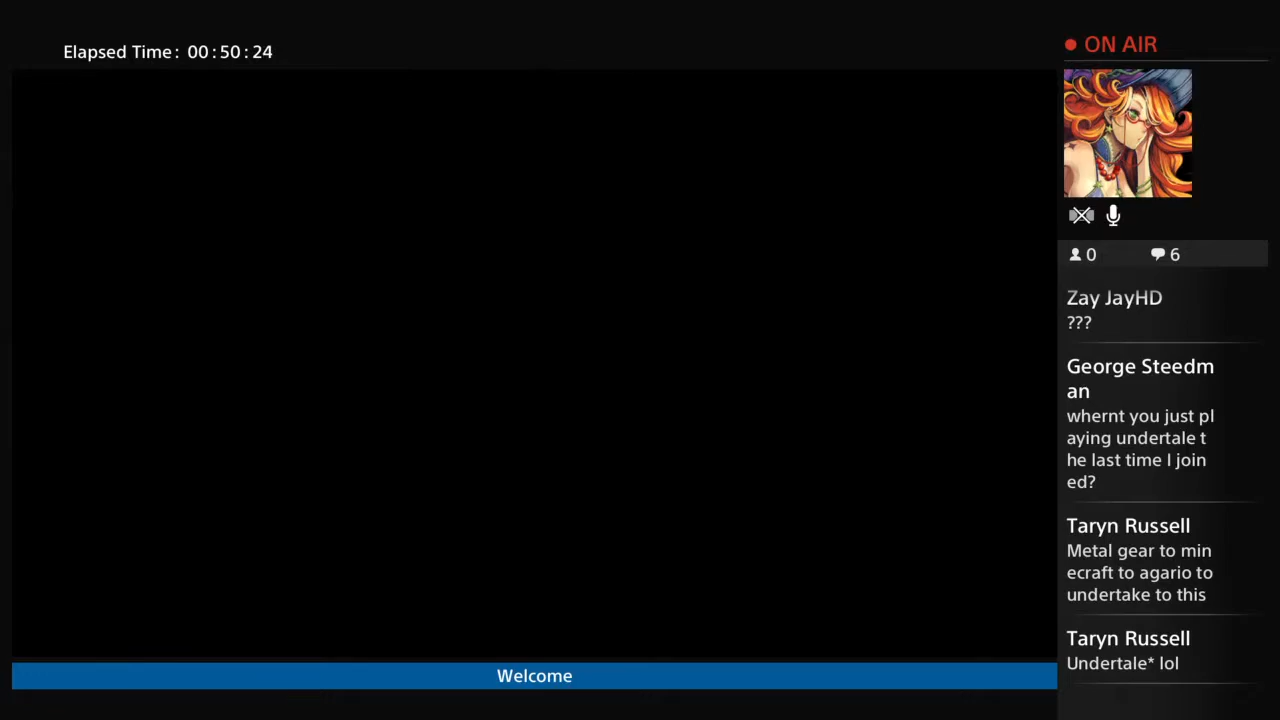 Elapsed Time: 00:50:24
ON AIR
0 6
Zay JayHD
???
George Steedm
an
whernt you just pl
aying undertale t
he last time I join
ed?
Taryn Russell
Metal gear to min
ecraft to agario to
undertake to this
Taryn Russell
Undertale* lol
Welcome